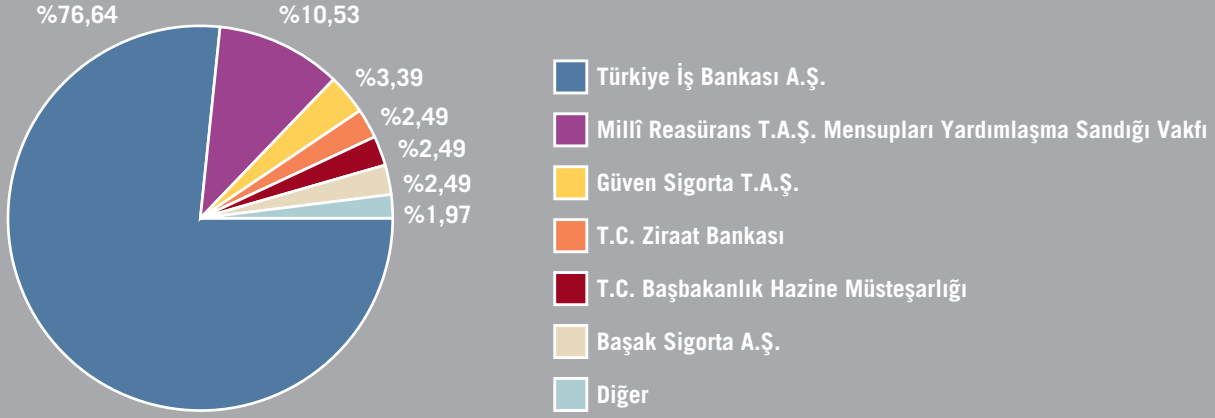 %76,64
%10,53
%3,39
%2,49
%2,49
%2,49
%1,97
Türkiye İş Bankası A.Ş.
Millî Reasürans T.A.Ş. Mensupları Yardımlaşma Sandığı Vakfı
Güven Sigorta T.A.Ş.
T.C. Ziraat Bankası
T.C. Başbakanlık Hazine Müsteşarlığı
Başak Sigorta A.Ş.
Diğer